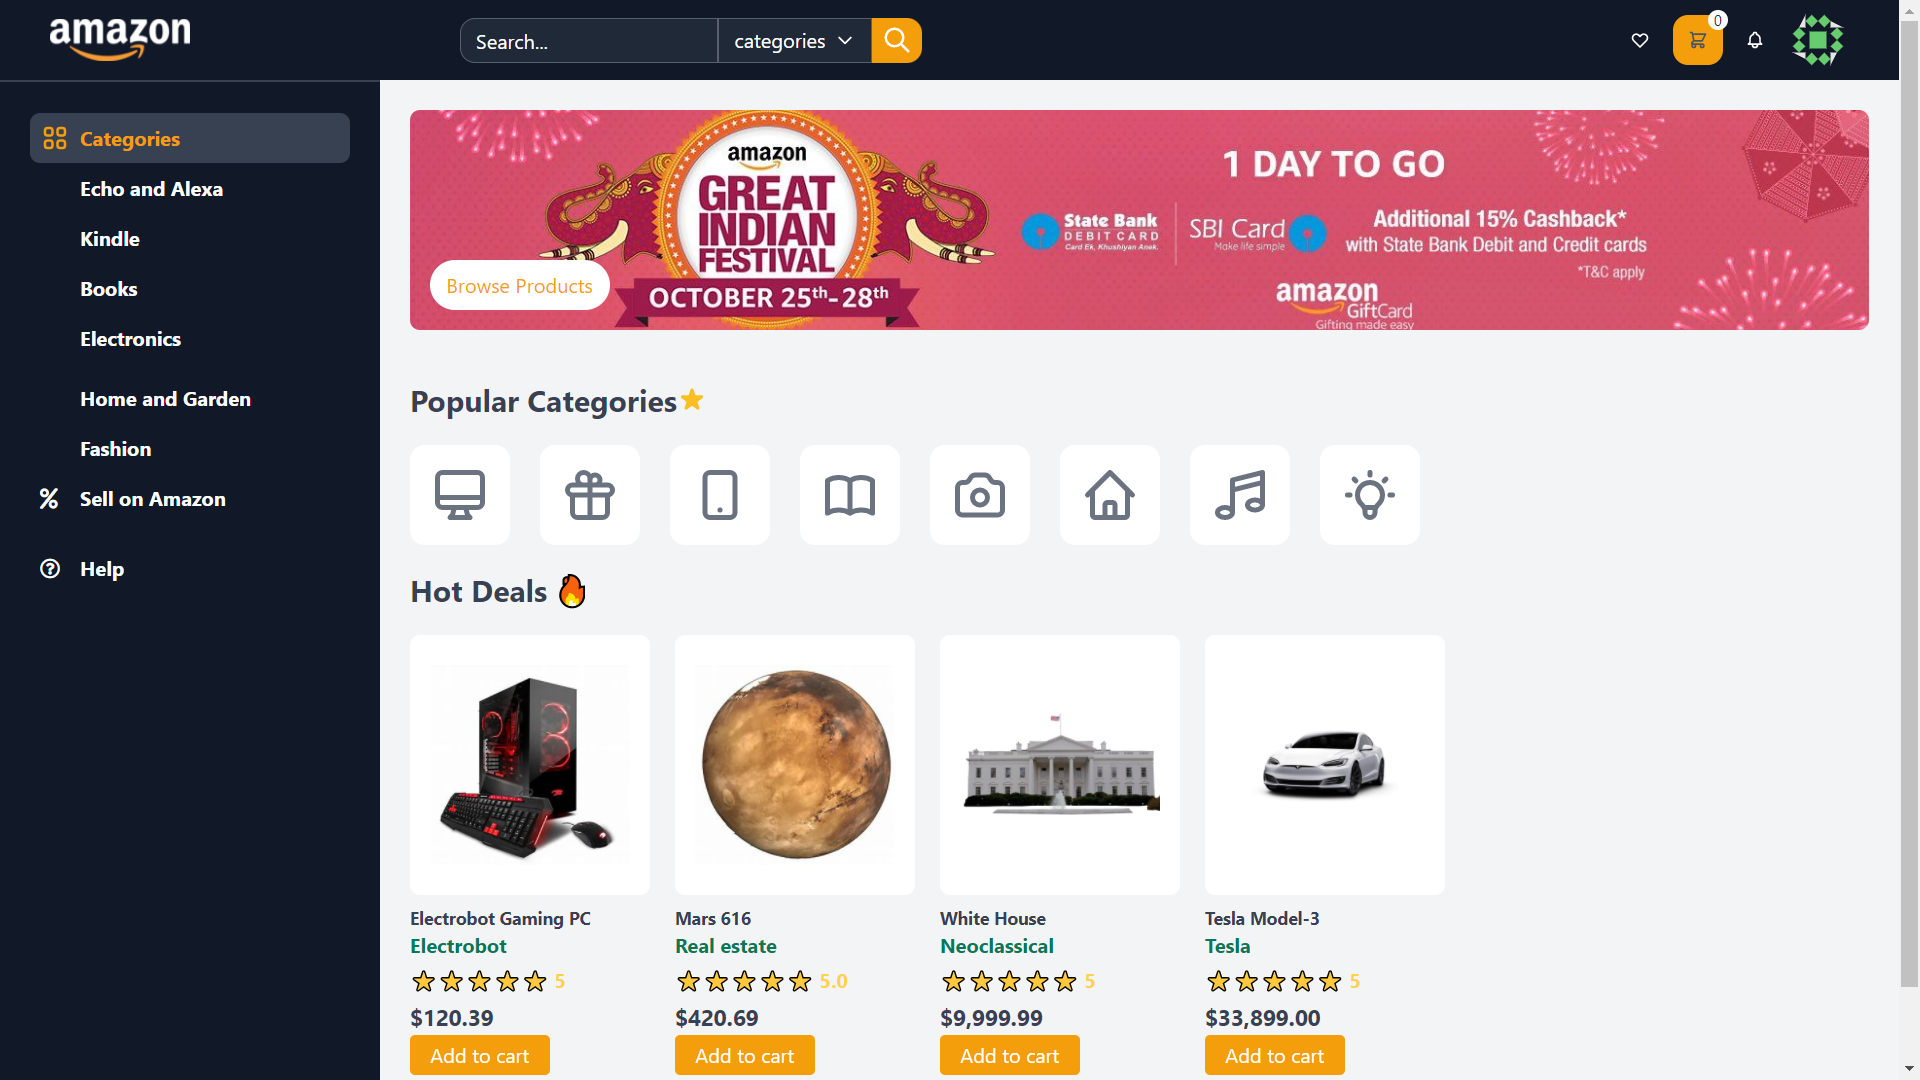 amazon
Search...
categories
0
Categories
Echo and Alexa
Kindle
Books
Electronics
Home and Garden
Fashion
Sell on Amazon
Help
amazon
GREAT
INDIAN
FESTIVAL
OCTOBER 25th-28th
Browse Products
1 DAY TO GO
State Bank
DEBIT CARD
Card Ek, Khushiyan Anek.
SBI Card
Make life simple
Additional 15% Cashback*
with State Bank Debit and Credit cards
*T&C apply
amazon
GiftCard
Gifting made easy
Popular Categories
Hot Deals
Electrobot Gaming PC
Electrobot
5
$120.39
Add to cart
Mars 616
Real estate
5.0
$420.69
Add to cart
White House
Neoclassical
5
$9,999.99
Add to cart
Tesla Model-3
Tesla
5
$33,899.00
Add to cart